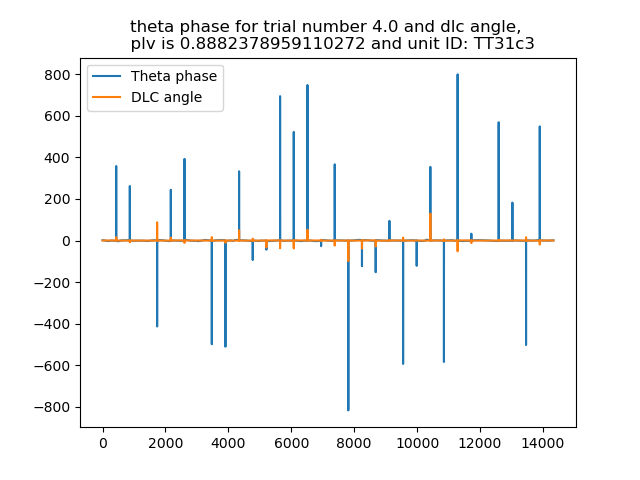 theta phase for trial number 4.0 and dlc angle,
plv is 0.8882378959110272 and unit ID: TT31c3
Theta phase
DLC angle
800
600
400
200
0
−200
−400
−600
−800
0 2000 4000 6000 8000 10000 12000 14000